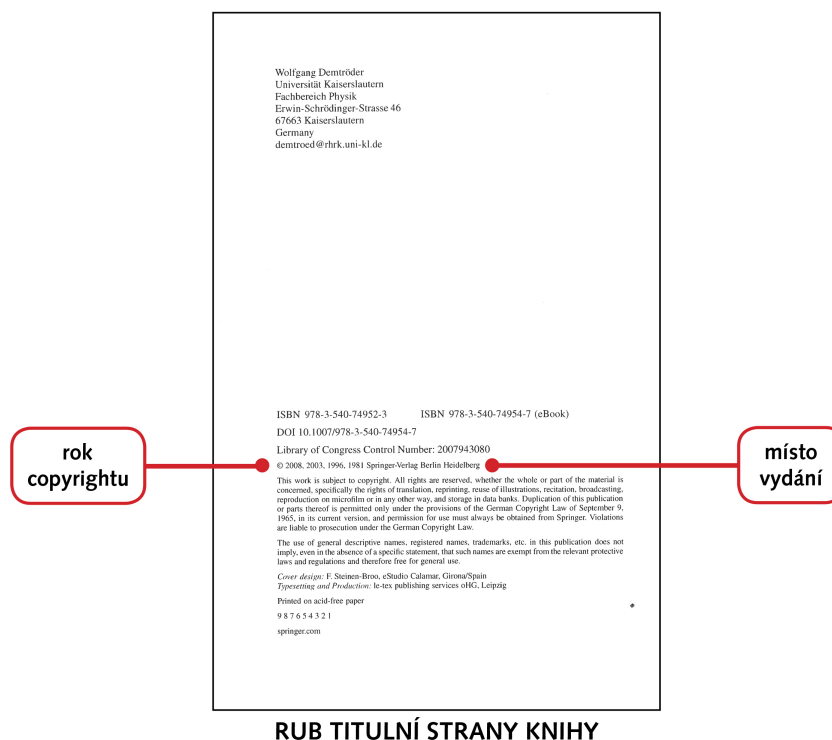 Wolfgang Demtröder
Universität Kaiserslautern
Fachbereich Physik
Erwin-Schrödinger-Strasse 46
67663 Kaiserslautern
Germany
demtroed@rhrk.uni-kl.de
ISBN 978-3-540-74952-3 ISBN 978-3-540-74954-7 (eBook)
DOI 10.1007/978-3-540-74954-7
Library of Congress Control Number: 2007943080
© 2008, 2003, 1996, 1981 Springer-Verlag Berlin Heidelberg
This work is subject to copyright. All rights are reserved, whether the whole or part of the material is
concerned, specifically the rights of translation, reprinting, reuse of illustrations, recitation, broadcasting,
reproduction on microfilm or in any other way, and storage in data banks. Duplication of this publication
or parts thereof is permitted only under the provisions of the German Copyright Law of September 9,
1965, in its current version, and permission for use must always be obtained from Springer. Violations
are liable to prosecution under the German Copyright Law.
The use of general descriptive names, registered names, trademarks, etc. in this publication does not
imply, even in the absence of a specific statement, that such names are exempt from the relevant protective
laws and regulations and therefore free for general use.
Cover design: F. Steinen-Broo, eStudio Calamar, Girona/Spain
Typesetting and Production: le-tex publishing services oHG, Leipzig
Printed on acid-free paper
9 8 7 6 5 4 3 2 1
springer.com
rok
copyrightu
místo
vydání
RUB TITULNÍ STRANY KNIHY